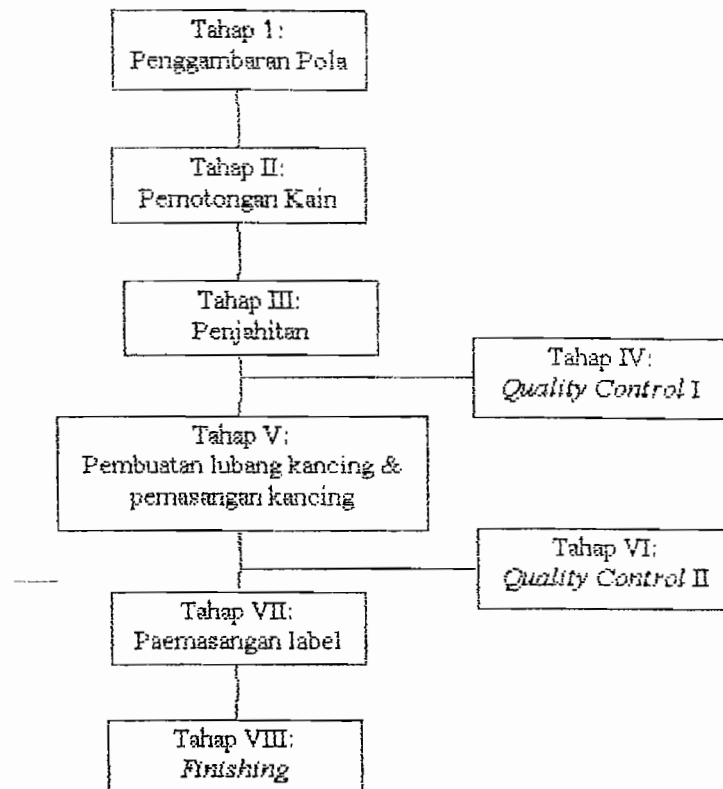 Tahap 1:
Penggambaran Pola
Tahap II:
Pemotongan Kain
Tahap III:
Penjahitan
Tahap IV:
Quality Control I
Tahap V:
Pembuatan lubang kancing &
pemasangan kancing
Tahap VI:
Quality Control II
Tahap VII:
Paemasangan label
Tahap VIII:
Finishing